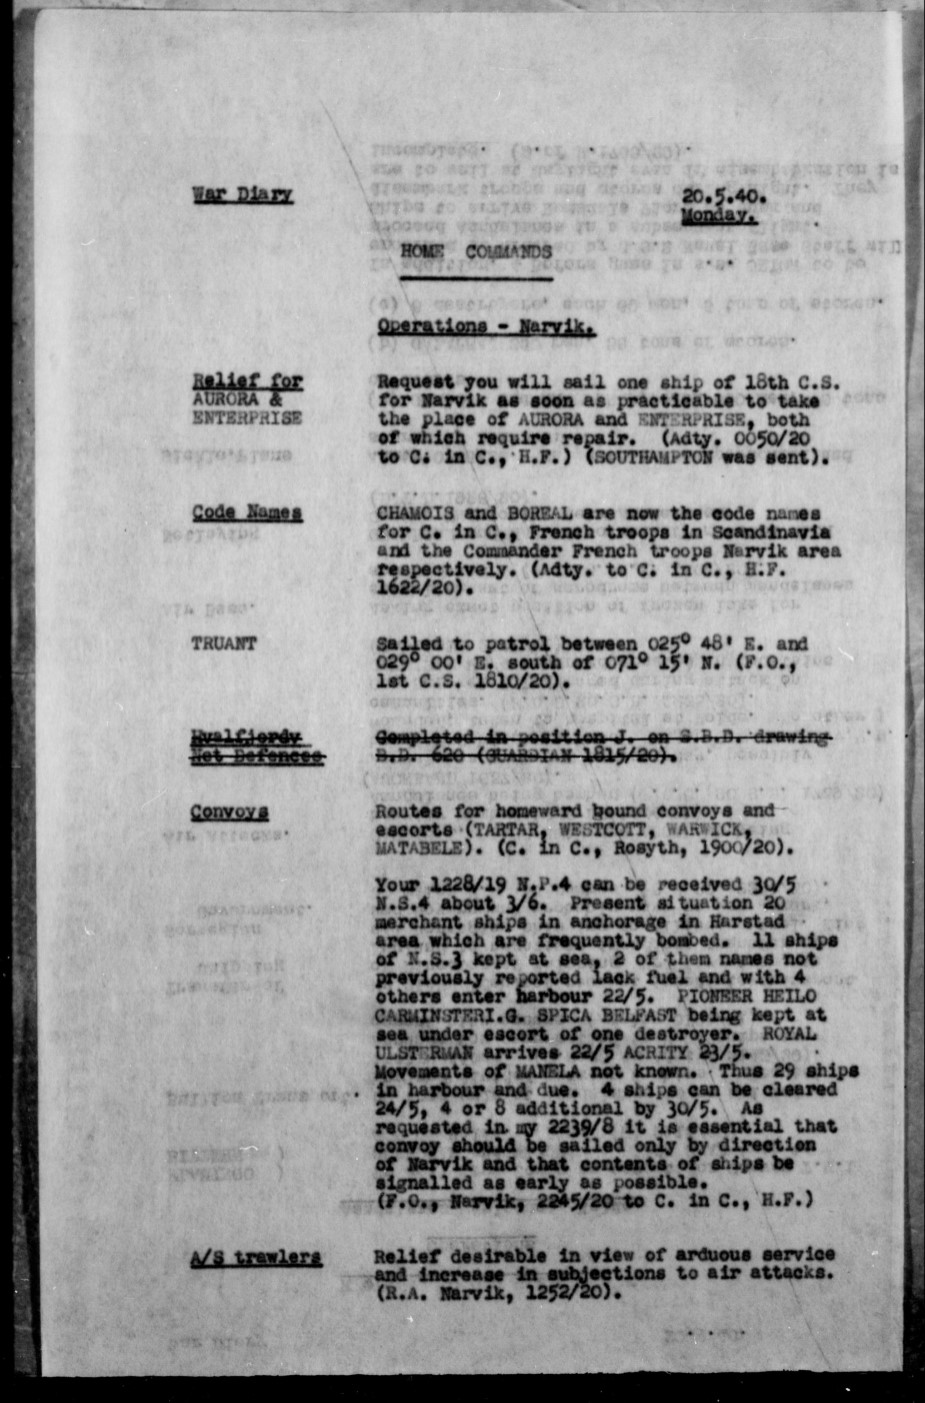 War Diary
20.5.40.
Monday.
HOME COMMANDS
Operations - Narvik.
Relief for
AURORA &
ENTERPRISE
Request you will sail one ship of 18th C.S.
for Narvik as soon as practicable to take
the place of AURORA and ENTERPRISE, both
of which require repair. (Adty. 0050/20
to C. in C., H.F.) (SOUTHAMPTON was sent).
Code Names
CHAMOIS and BOREAL are now the code names
for C. in C., French troops in Scandinavia
and the Commander French troops Narvik area
respectively. (Adty. to C. in C., H.F.
1622/20).
TRUANT
Sailed to patrol between 025° 48' E. and
029° 00' E. south of 071° 15' N. (F.O.,
1st C.S. 1810/20).
Hvalfjordy
Net Defences
Completed in position J. on S.B.D. drawing
B.D. 620 (GUARDIAN 1815/20).
Convoys
Routes for homeward bound convoys and
escorts (TARTAR, WESTCOTT, WARWICK,
MATABELE). (C. in C., Rosyth, 1900/20).
Your 1228/19 N.P.4 can be received 30/5
N.S.4 about 3/6. Present situation 20
merchant ships in anchorage in Harstad
area which are frequently bombed. 11 ships
of N.S.3 kept at sea, 2 of them names not
previously reported lack fuel and with 4
others enter harbour 22/5. PIONEER HEILO
CARMINSTERI.G. SPICA BELFAST being kept at
sea under escort of one destroyer. ROYAL
ULSTERMAN arrives 22/5 ACRITY 23/5.
Movements of MANELA not known. Thus 29 ships
in harbour and due. 4 ships can be cleared
24/5, 4 or 8 additional by 30/5. As
requested in my 2239/8 it is essential that
convoy should be sailed only by direction
of Narvik and that contents of ships be
signalled as early as possible.
(F.O., Narvik, 2245/20 to C. in C., H.F.)
A/S trawlers
Relief desirable in view of arduous service
and increase in subjections to air attacks.
(R.A. Narvik, 1252/20).